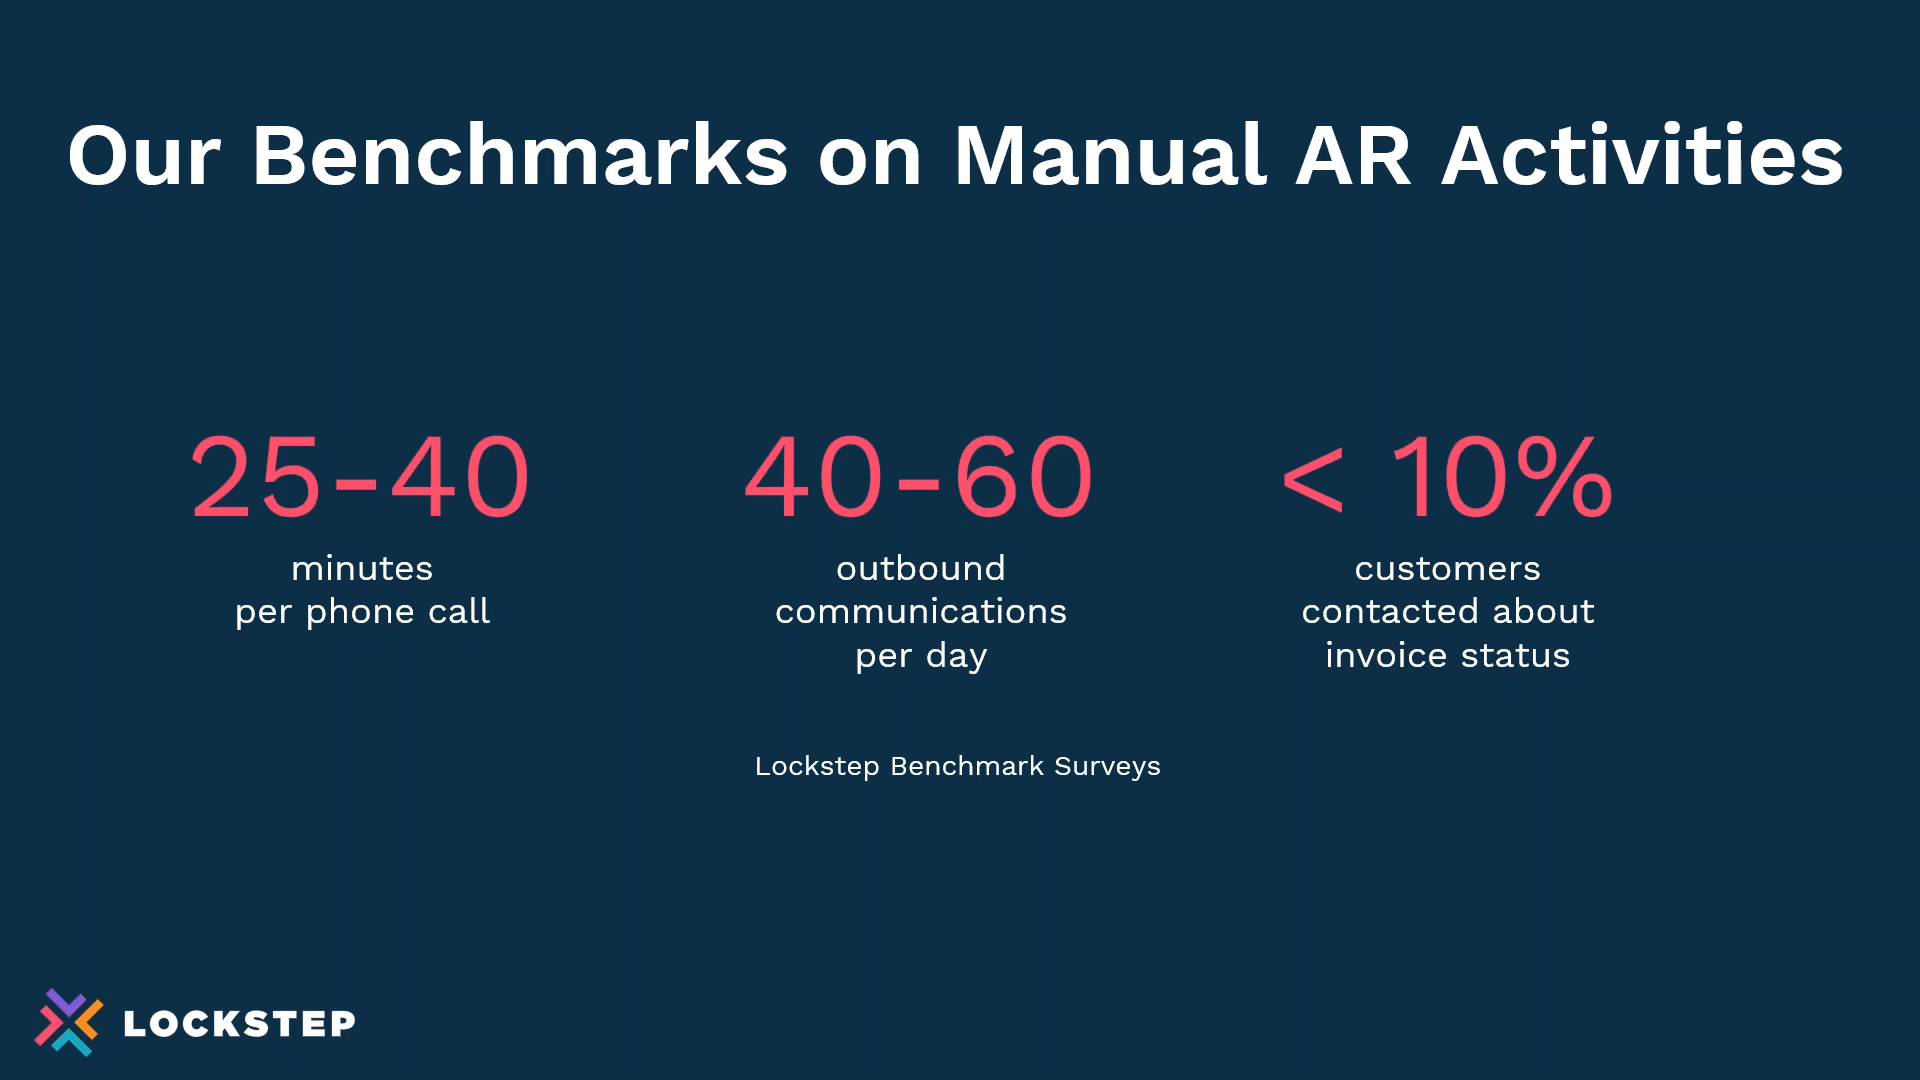 Our Benchmarks on Manual AR Activities
25-40
minutes
per phone call
40-60
outbound
communications
per day
< 10%
customers
contacted about
invoice status
Lockstep Benchmark Surveys
LOCKSTEP